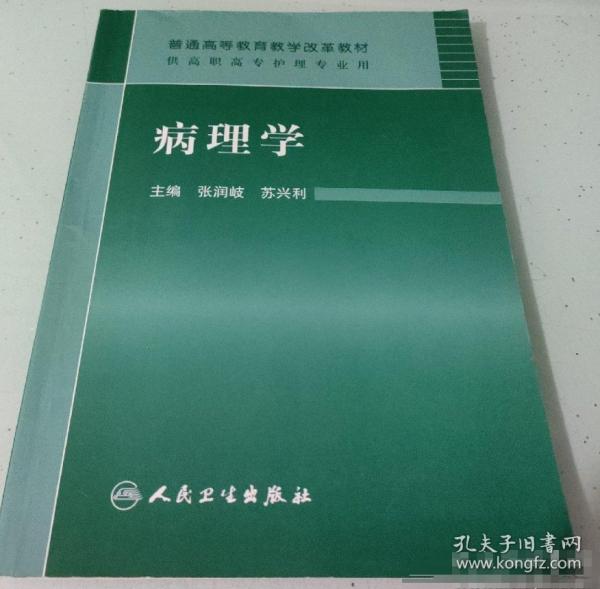 普通高等教育教学改革教材
供高职高专护理专业用
病理学
主编 张润岐 苏兴利
人民卫生出版社
孔夫子旧书网
www.kongfz.com